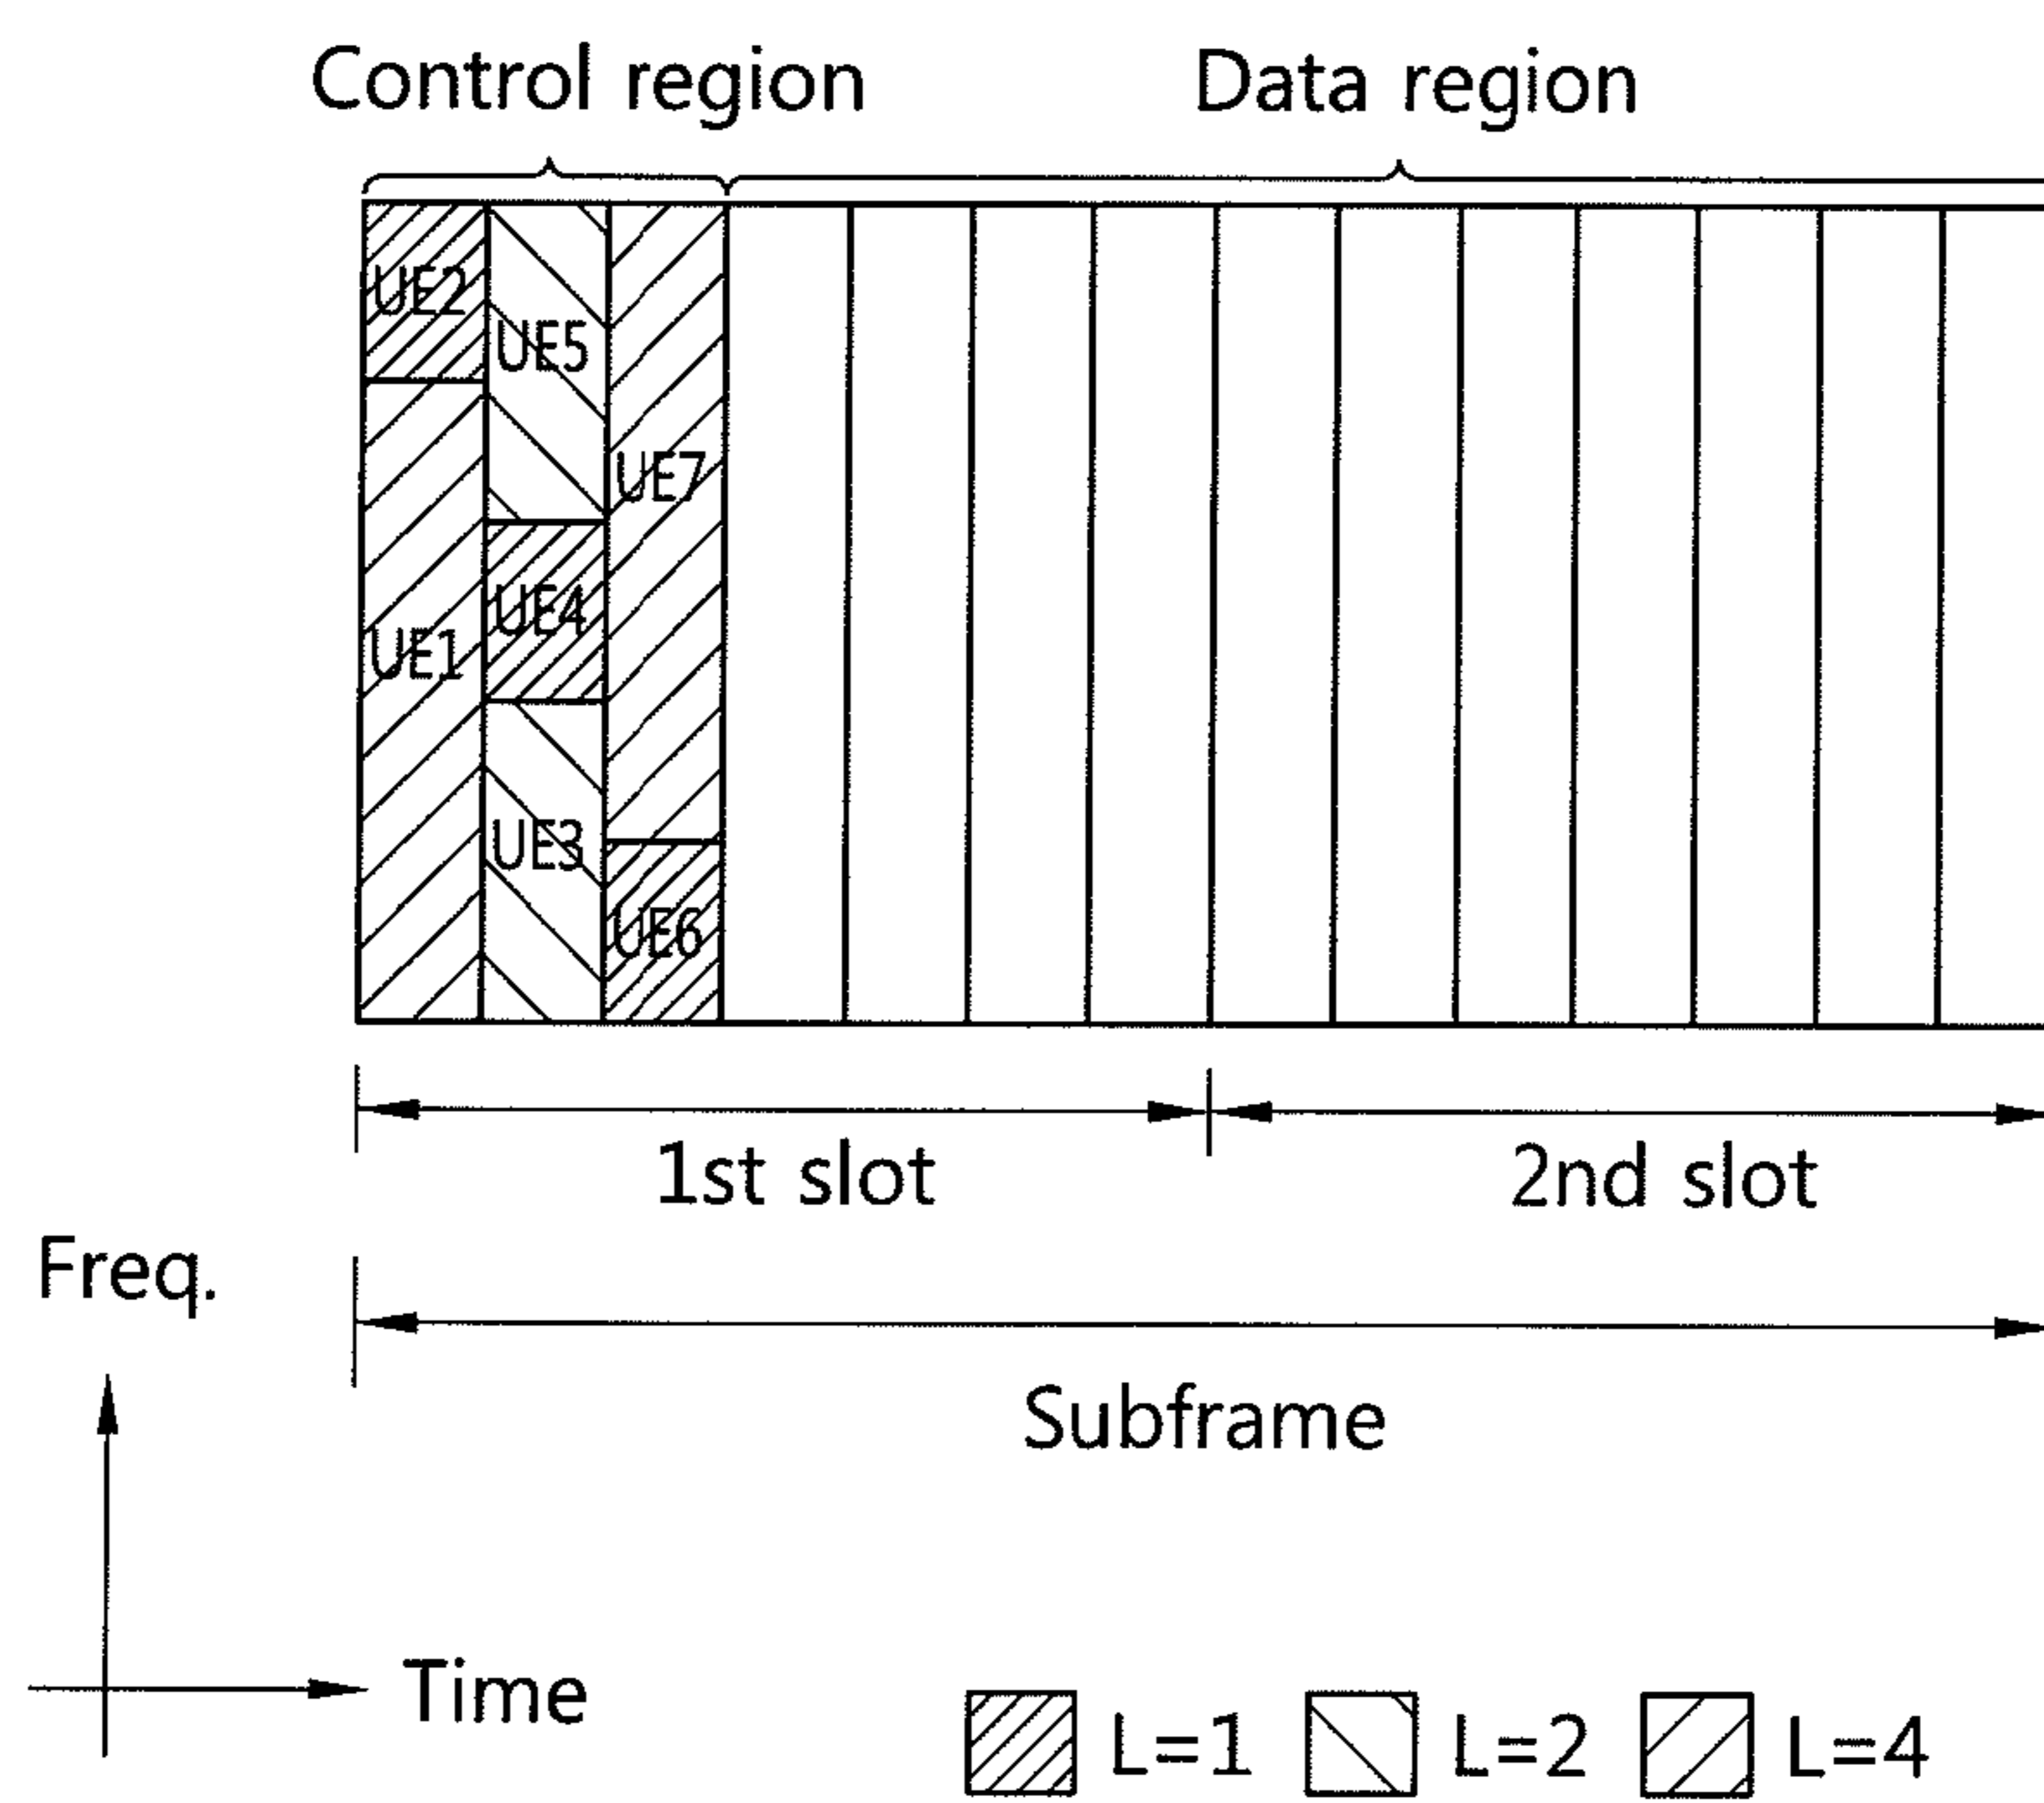 Control region
Data region
UE2
UE5
UE7
UE4
UE1
UE3
UE6
1st slot
2nd slot
Freq.
Subframe
Time
L=1
L=2
L=4